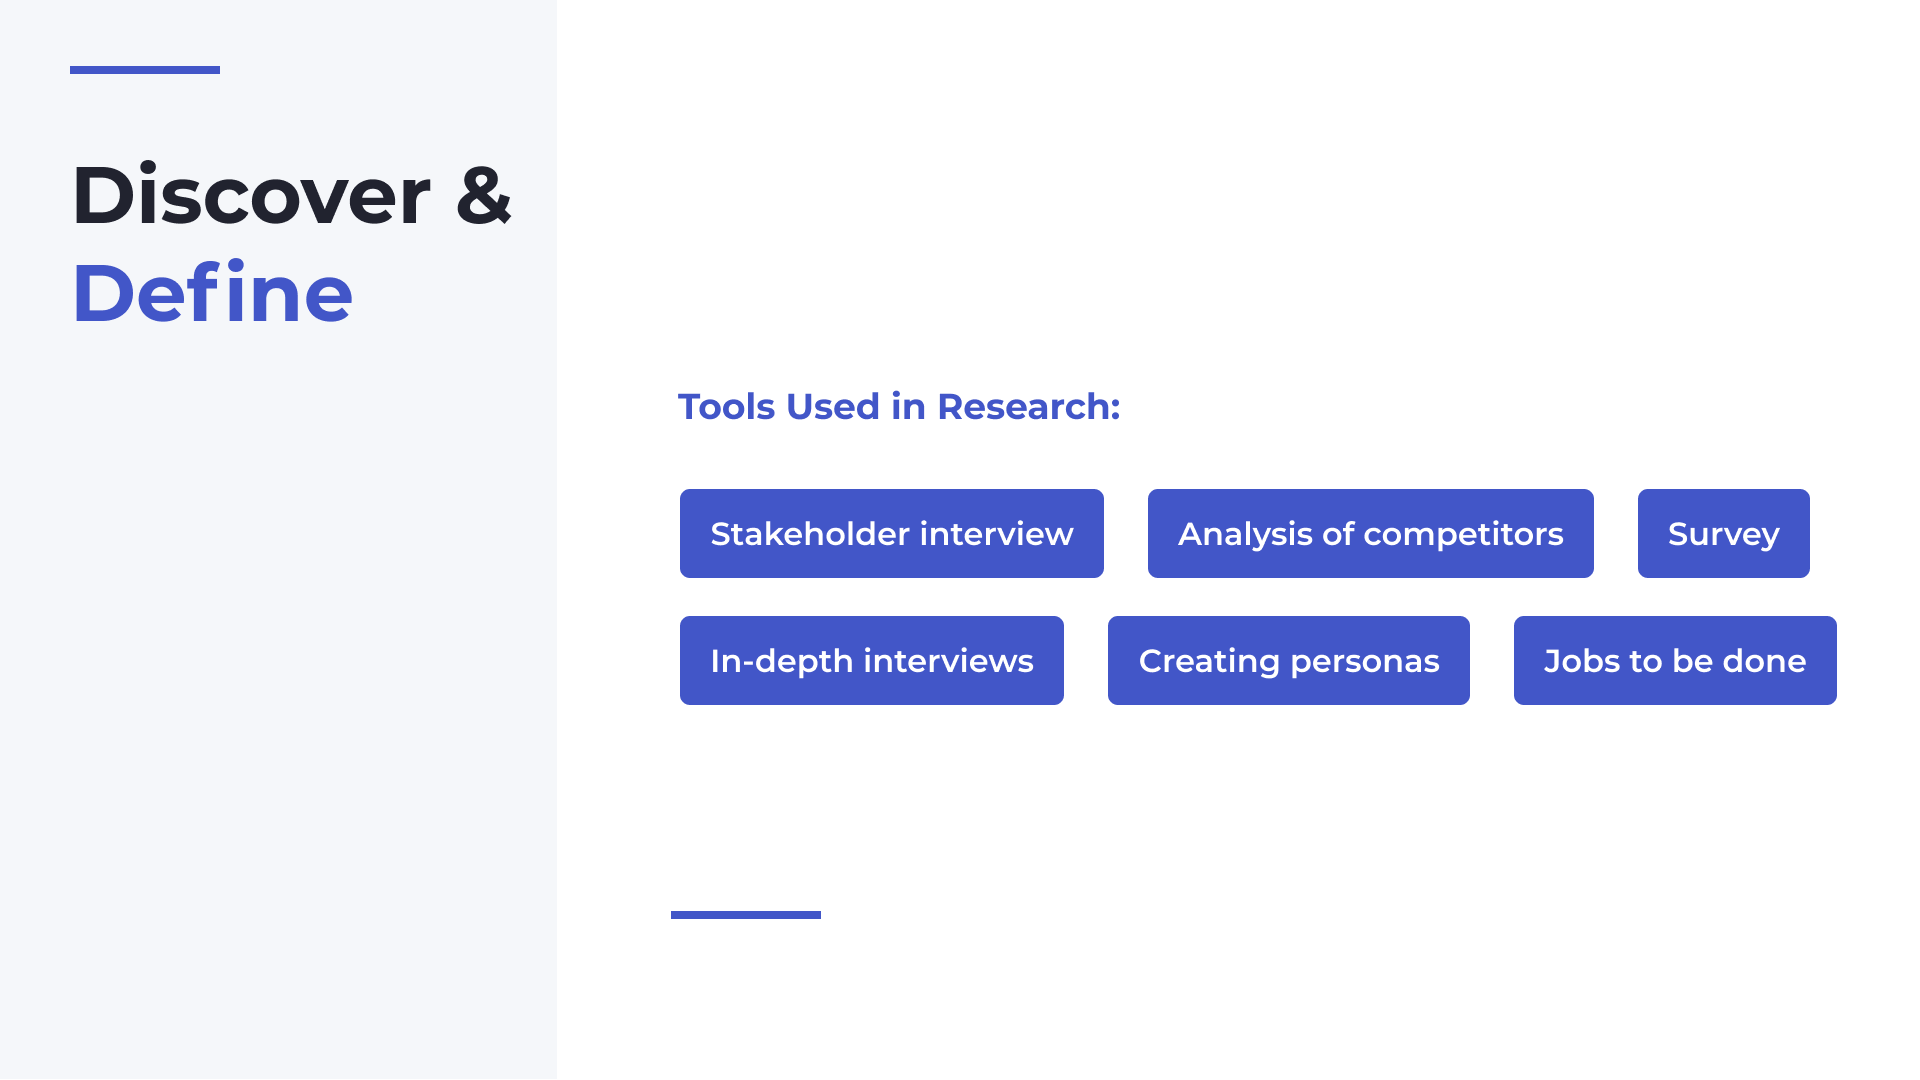 Discover &
Define
Tools Used in Research:
Stakeholder interview
Analysis of competitors
Survey
In-depth interviews
Creating personas
Jobs to be done